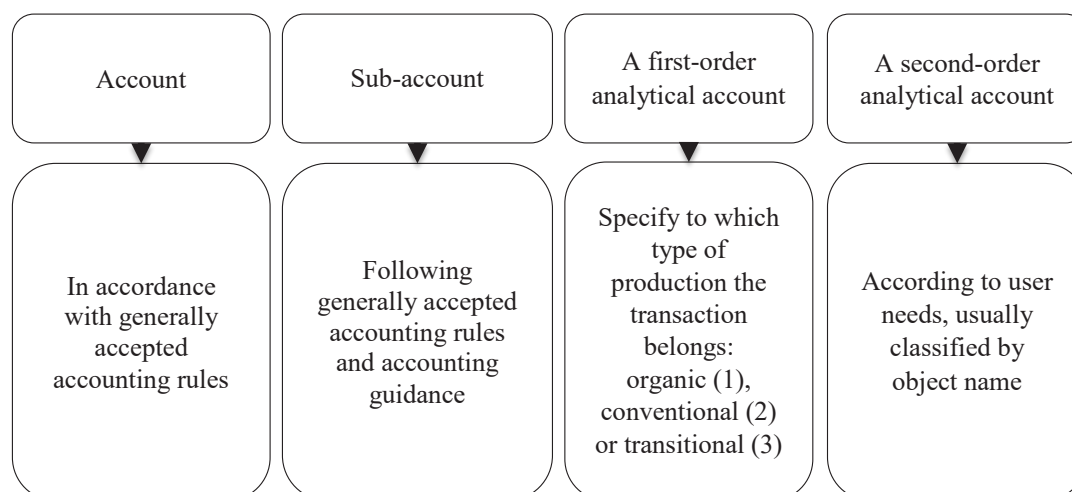 Account
Sub-account
A first-order
analytical account
A second-order
analytical account
In accordance
with generally
accepted
accounting rules
Following
generally accepted
accounting rules
and accounting
guidance
Specify to which
type of
production the
transaction
belongs:
organic (1),
conventional (2)
or transitional (3)
According to user
needs, usually
classified by
object name